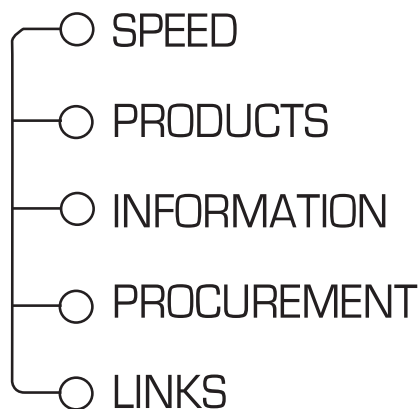 SPEED
PRODUCTS
INFORMATION
PROCUREMENT
LINKS